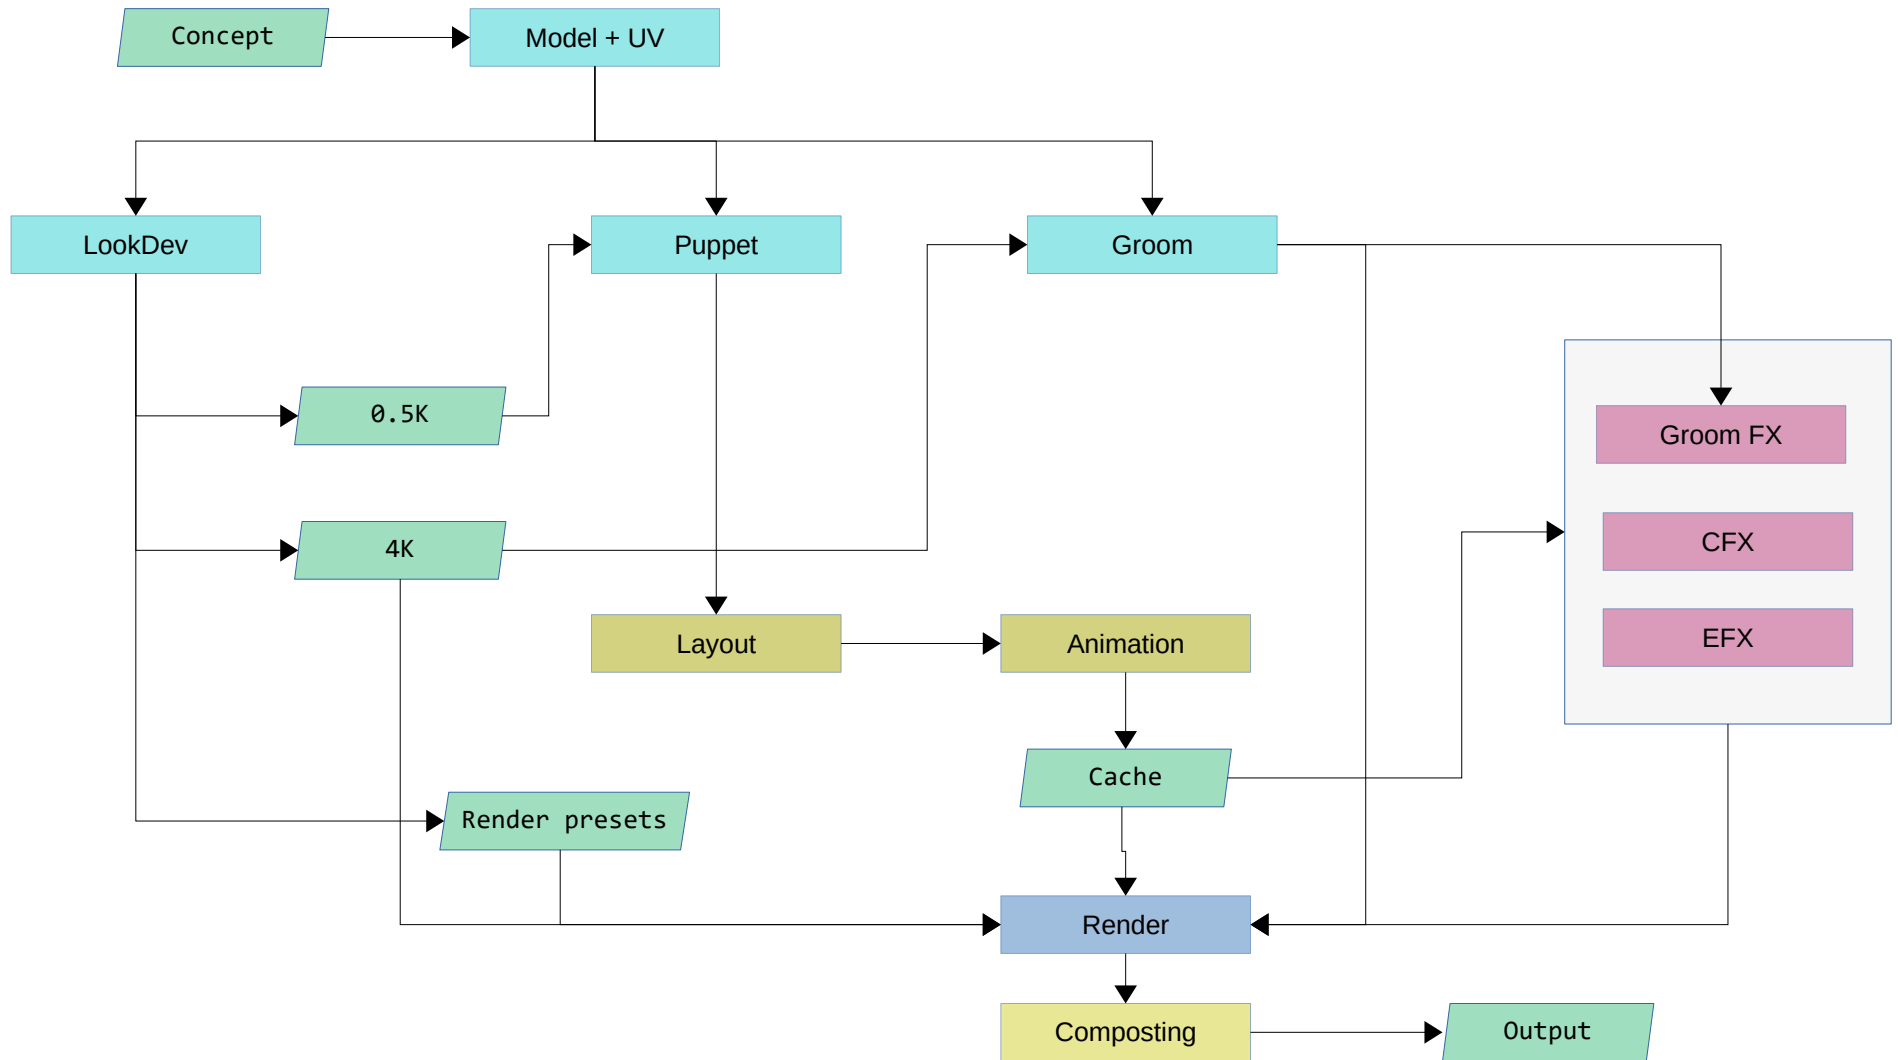 Concept
Model + UV
LookDev
Puppet
Groom
0.5K
Groom FX
4K
CFX
EFX
Layout
Animation
Cache
Render presets
Render
Composting
Output